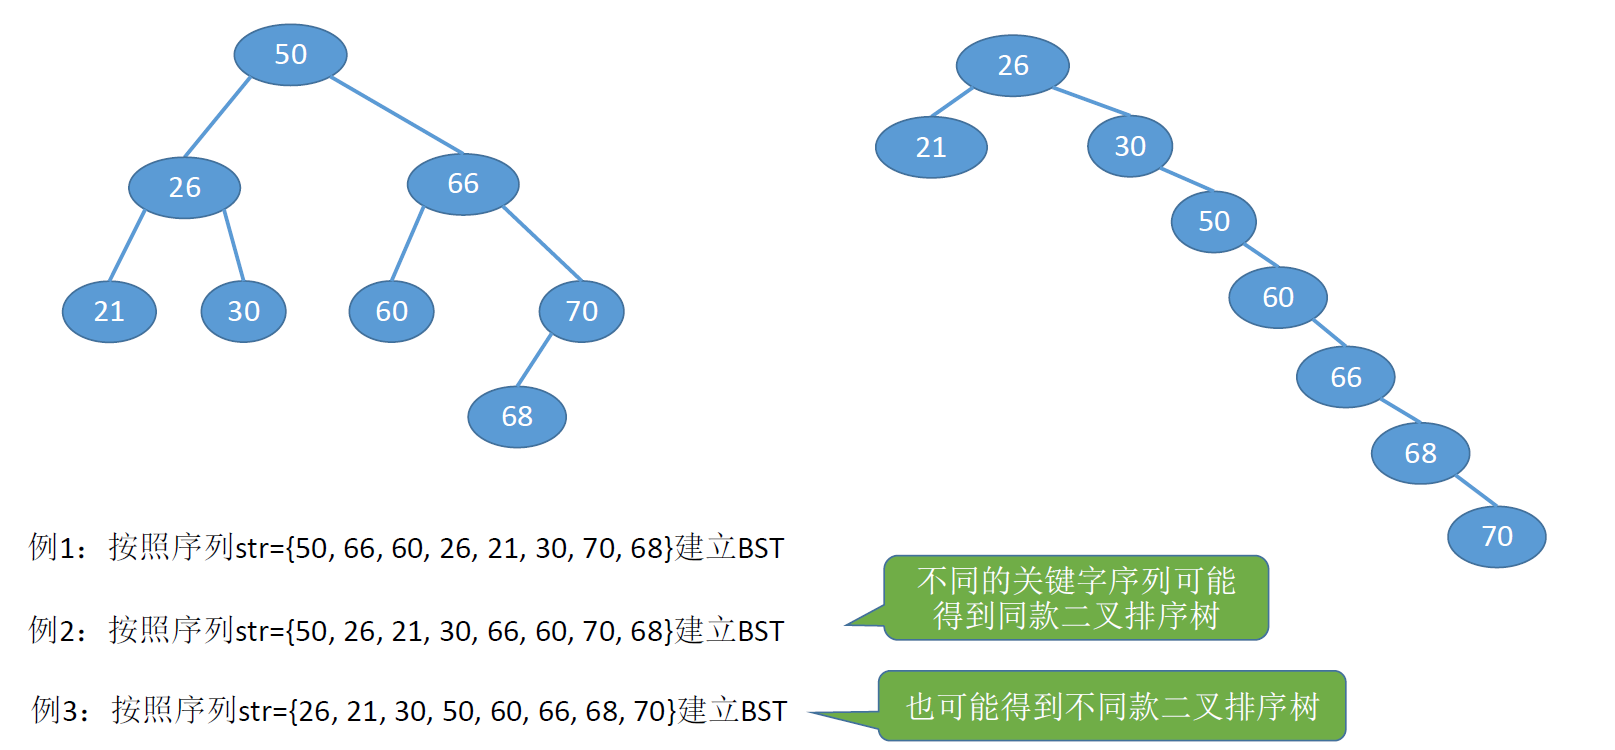 50
26
66
21
30
60
70
68
26
21
30
50
60
66
68
70
例1：按照序列str={50, 66, 60, 26, 21, 30, 70, 68}建立BST
不同的关键字序列可能
得到同款二叉排序树
例2：按照序列str={50, 26, 21, 30, 66, 60, 70, 68}建立BST
例3：按照序列str={26, 21, 30, 50, 60, 66, 68, 70}建立BST
也可能得到不同款二叉排序树